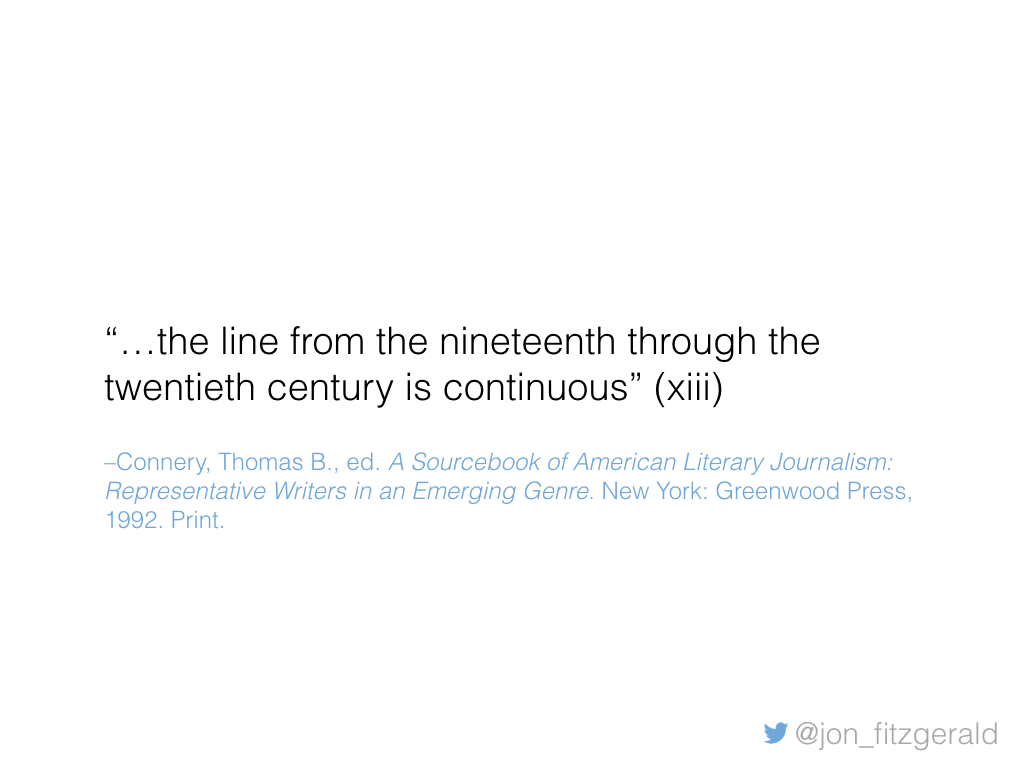 “…the line from the nineteenth through the
twentieth century is continuous” (xiii)
–Connery, Thomas B., ed. A Sourcebook of American Literary Journalism:
Representative Writers in an Emerging Genre. New York: Greenwood Press,
1992. Print.
@jon_fitzgerald